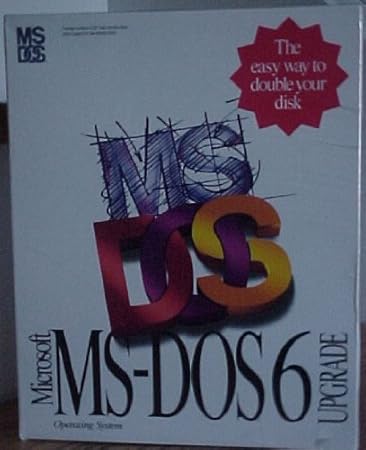 MS
DOS
The
easy way to
double your
disk
MS
DOS
Microsoft
MS-DOS 6
UPGRADE
Operating System